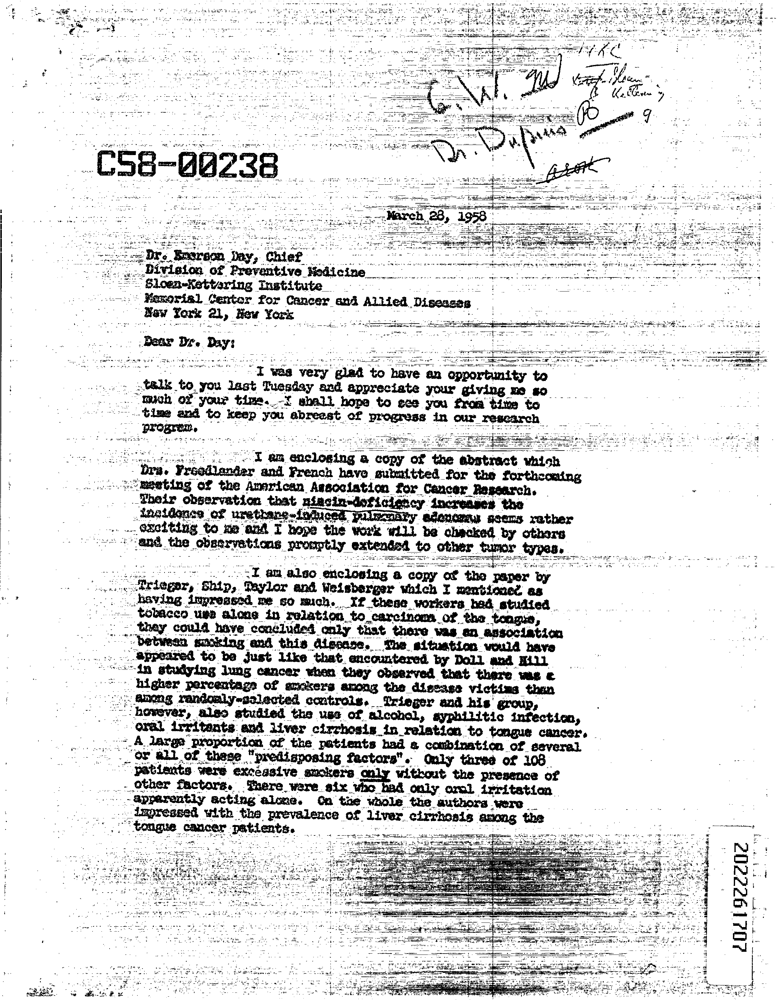 G. W.
Dr. Dupuis
9
C58-00238
March 28, 1958
Dr. Emerson Day, Chief
Division of Preventive Medicine
Sloan-Kettering Institute
Memorial Center for Cancer and Allied Diseases
New York 21, New York
Dear Dr. Day:
I was very glad to have an opportunity to
talk to you last Tuesday and appreciate your giving me so
much of your time. I shall hope to see you from time to
time and to keep you abreast of progress in our research
program.
I am enclosing a copy of the abstract which
Drs. Freedlander and French have submitted for the forthcoming
meeting of the American Association for Cancer Research.
Their observation that niacin-deficiency increases the
incidence of urethane-induced pulmonary adenomas seems rather
exciting to me and I hope the work will be checked by others
and the observations promptly extended to other tumor types.
I am also enclosing a copy of the paper by
Trieger, Ship, Taylor and Weisberger which I mentioned as
having impressed me so much. If these workers had studied
tobacco use alone in relation to carcinoma of the tongue,
they could have concluded only that there was an association
between smoking and this disease. The situation would have
appeared to be just like that encountered by Doll and Hill
in studying lung cancer when they observed that there was a
higher percentage of smokers among the disease victims than
among randomly-selected controls. Trieger and his group,
however, also studied the use of alcohol, syphilitic infection,
oral irritants and liver cirrhosis in relation to tongue cancer.
A large proportion of the patients had a combination of several
or all of these "predisposing factors". Only three of 108
patients were excessive smokers only without the presence of
other factors. There were six who had only oral irritation
apparently acting alone. On the whole the authors were
impressed with the prevalence of liver cirrhosis among the
tongue cancer patients.
2022261707